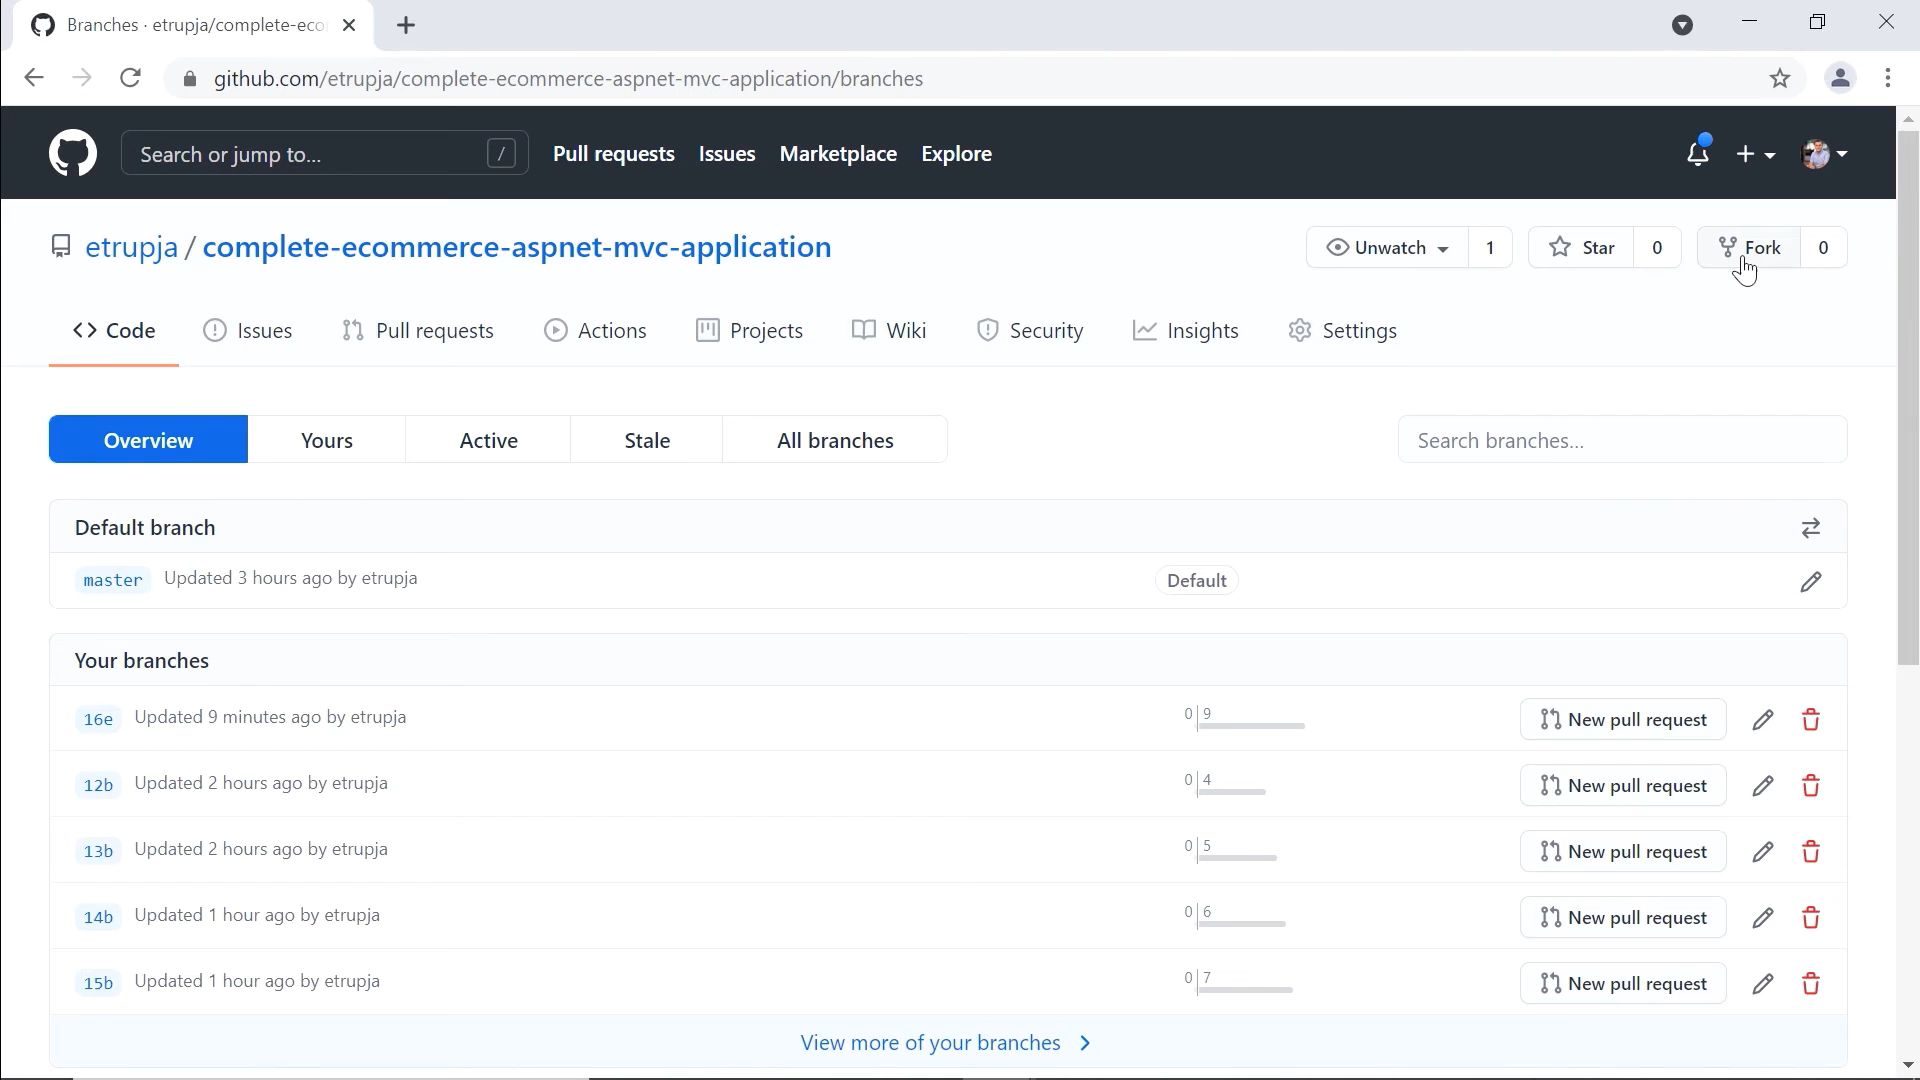 Branches · etrupja/complete-eco
github.com/etrupja/complete-ecommerce-aspnet-mvc-application/branches
Search or jump to... / Pull requests Issues Marketplace Explore
etrupja / complete-ecommerce-aspnet-mvc-application Unwatch 1 Star 0 Fork 0
Code Issues Pull requests Actions Projects Wiki Security Insights Settings
Overview Yours Active Stale All branches Search branches...
Default branch
master Updated 3 hours ago by etrupja Default
Your branches
16e Updated 9 minutes ago by etrupja 0 9 New pull request
12b Updated 2 hours ago by etrupja 0 4 New pull request
13b Updated 2 hours ago by etrupja 0 5 New pull request
14b Updated 1 hour ago by etrupja 0 6 New pull request
15b Updated 1 hour ago by etrupja 0 7 New pull request
View more of your branches